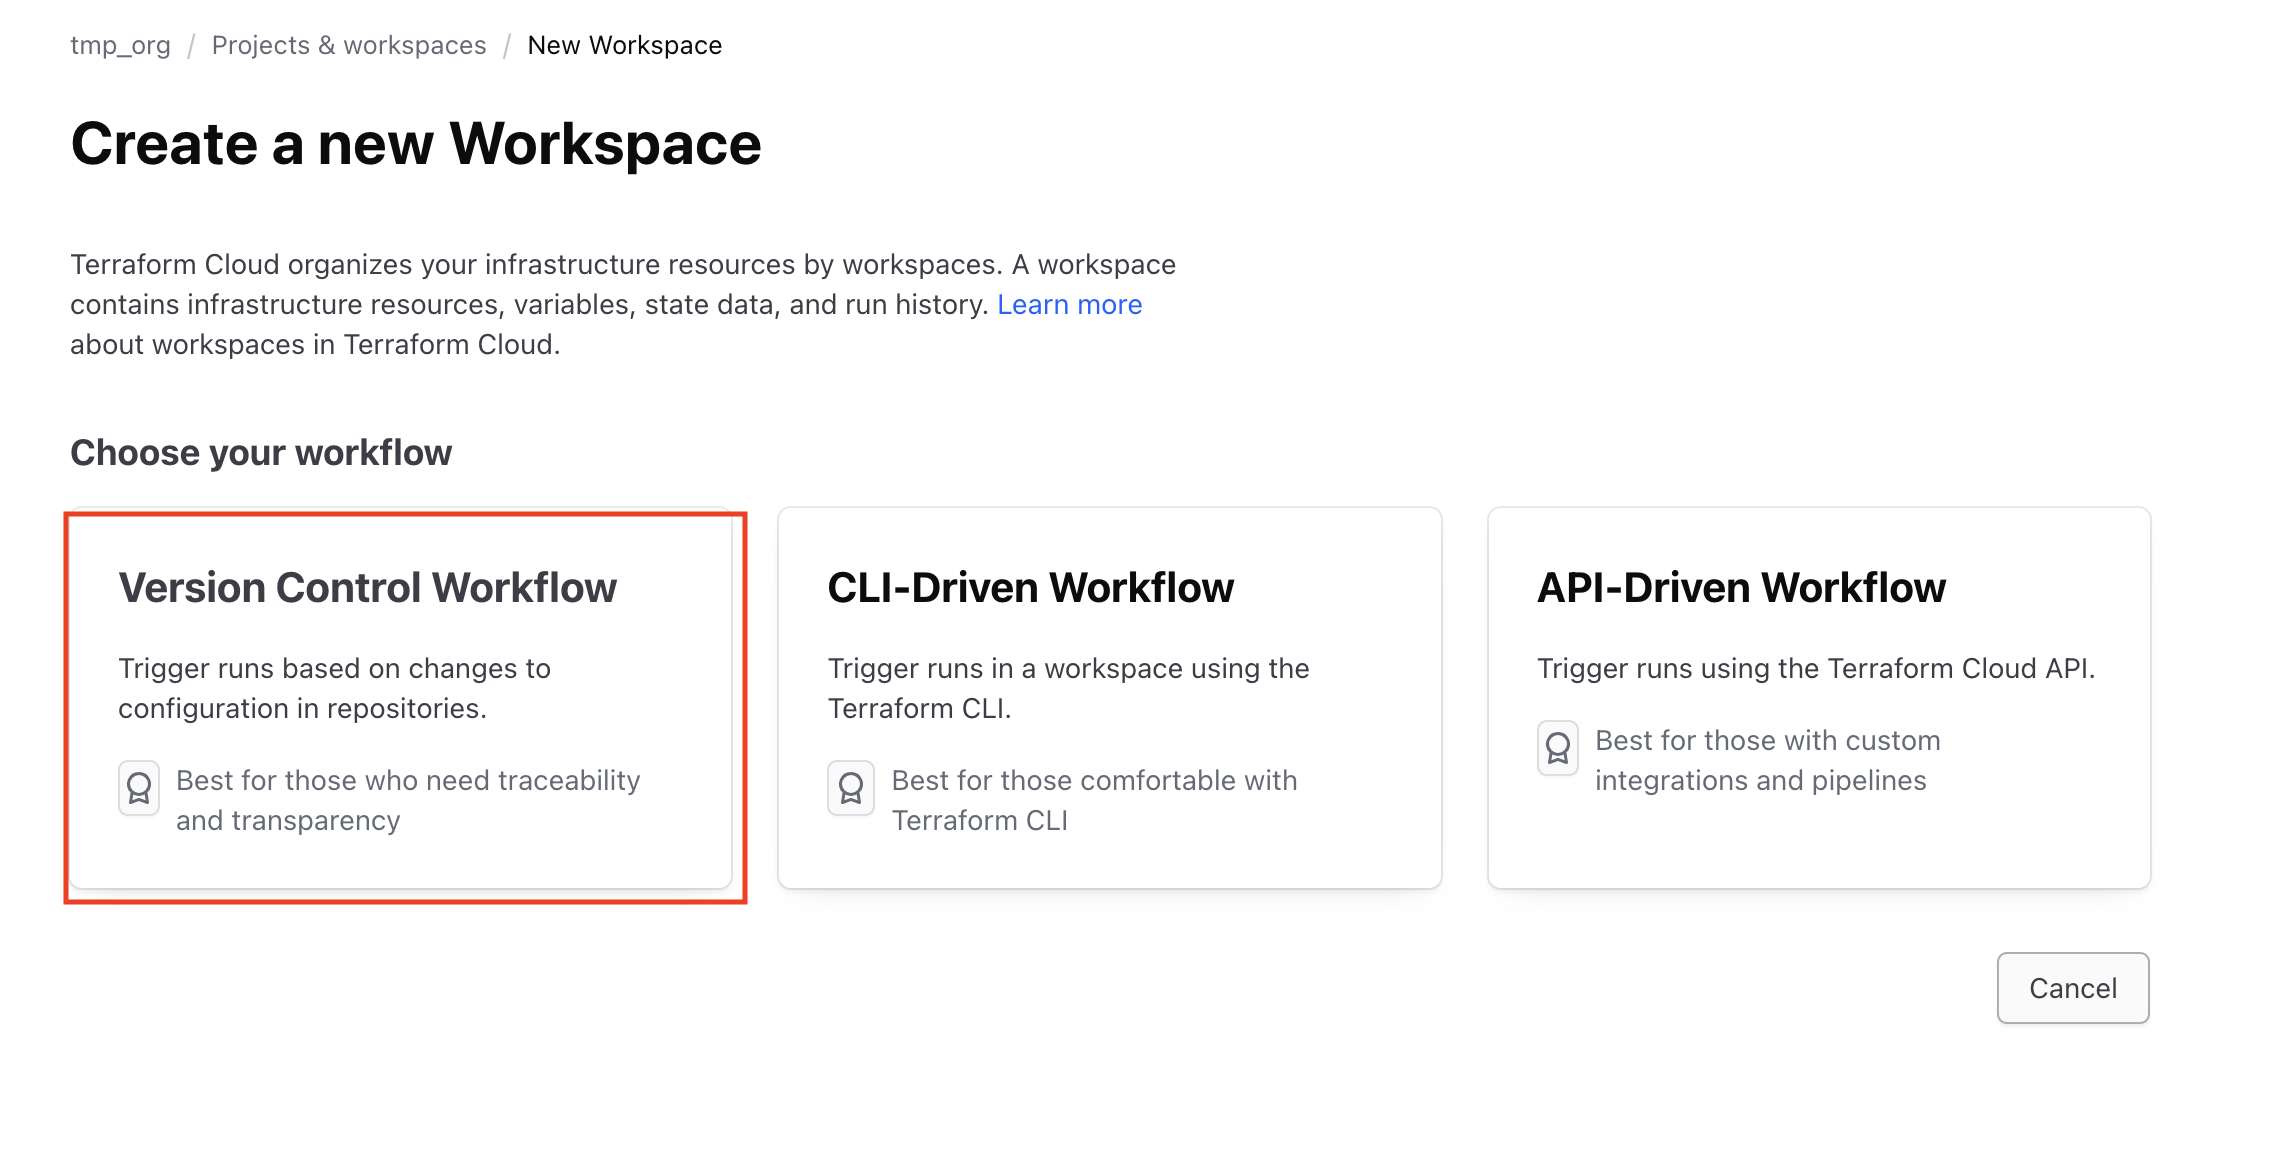 tmp_org / Projects & workspaces / New Workspace
Create a new Workspace
Terraform Cloud organizes your infrastructure resources by workspaces. A workspace
contains infrastructure resources, variables, state data, and run history. Learn more
about workspaces in Terraform Cloud.
Choose your workflow
Version Control Workflow
Trigger runs based on changes to
configuration in repositories.
Best for those who need traceability
and transparency
CLI-Driven Workflow
Trigger runs in a workspace using the
Terraform CLI.
Best for those comfortable with
Terraform CLI
API-Driven Workflow
Trigger runs using the Terraform Cloud API.
Best for those with custom
integrations and pipelines
Cancel